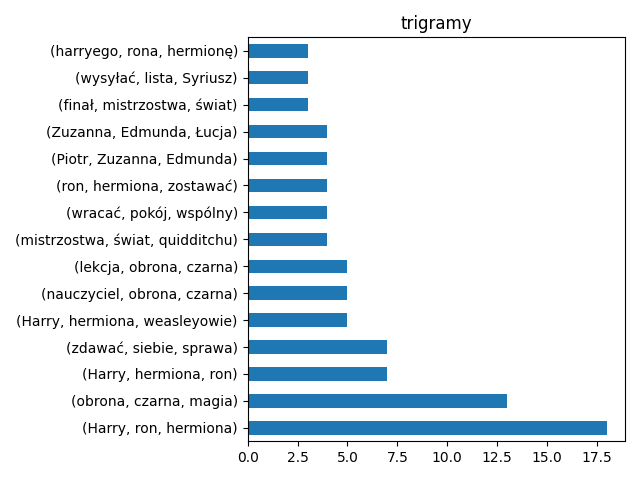 trigramy
(harryego, rona, hermionę)
(wysyłać, lista, Syriusz)
(finał, mistrzostwa, świat)
(Zuzanna, Edmunda, Łucja)
(Piotr, Zuzanna, Edmunda)
(ron, hermiona, zostawać)
(wracać, pokój, wspólny)
(mistrzostwa, świat, quidditchu)
(lekcja, obrona, czarna)
(nauczyciel, obrona, czarna)
(Harry, hermiona, weasleyowie)
(zdawać, siebie, sprawa)
(Harry, hermiona, ron)
(obrona, czarna, magia)
(Harry, ron, hermiona)
0.0 2.5 5.0 7.5 10.0 12.5 15.0 17.5